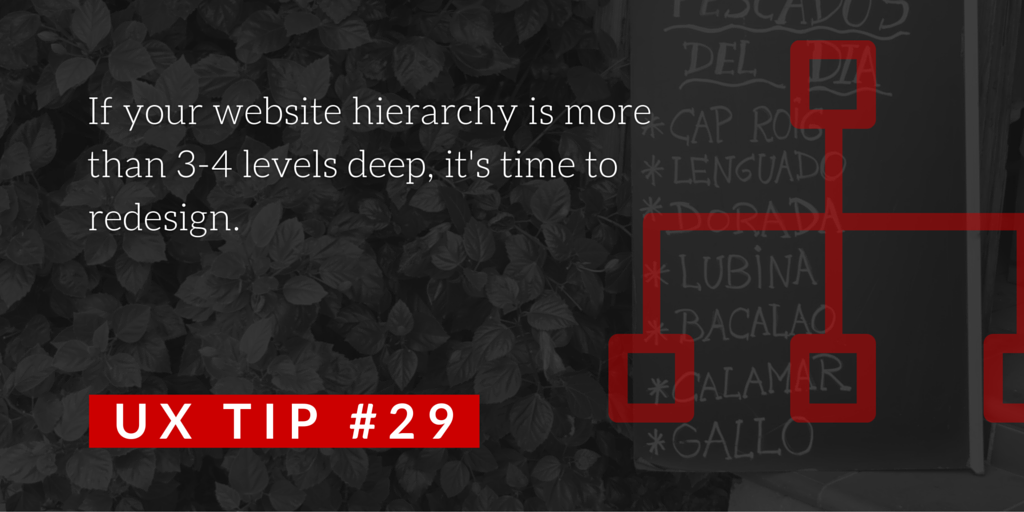 If your website hierarchy is more
than 3-4 levels deep, it's time to
redesign.
UX TIP #29
PESCADOS
DEL DIA
* CAP ROIG
* LENGUADO
* DORADA
* LUBINA
* BACALAO
* CALAMAR
* GALLO